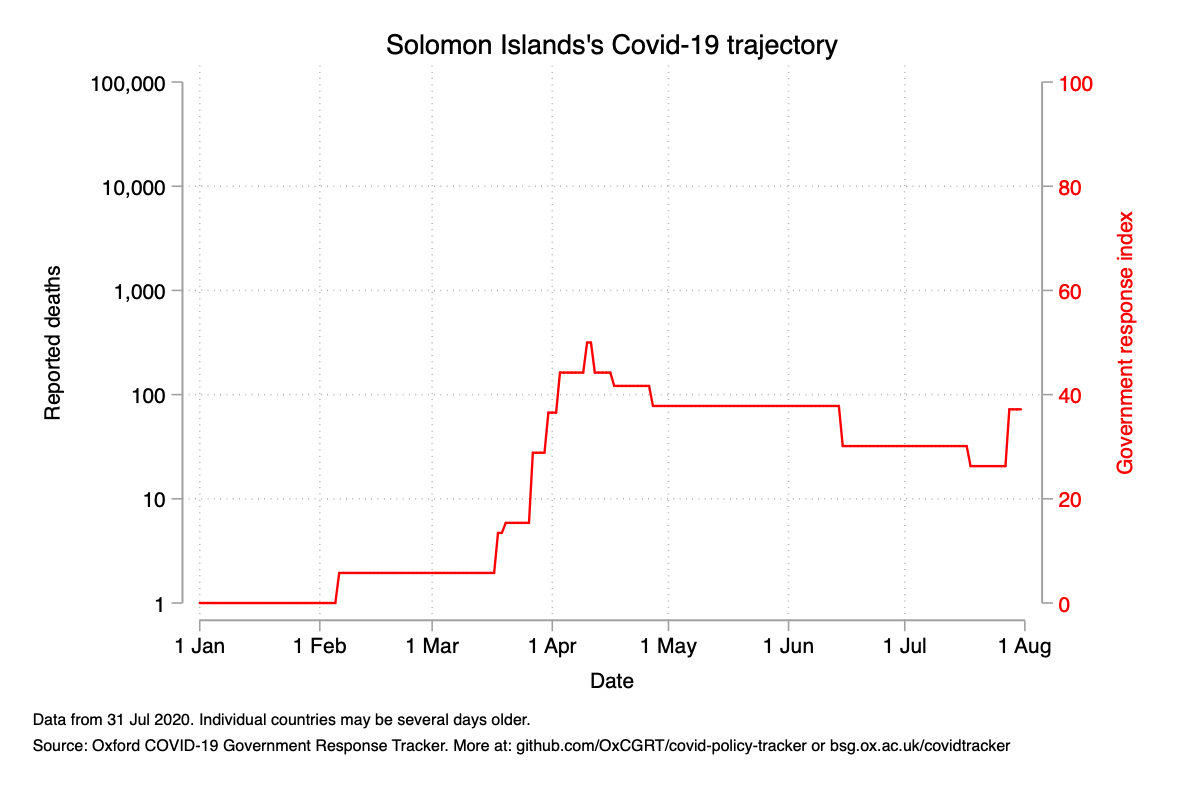 Solomon Islands's Covid-19 trajectory
100,000
10,000
1,000
100
10
1
Reported deaths
100
80
60
40
20
0
Government response index
1 Jan 1 Feb 1 Mar 1 Apr 1 May 1 Jun 1 Jul 1 Aug
Date
Data from 31 Jul 2020. Individual countries may be several days older.
Source: Oxford COVID-19 Government Response Tracker. More at: github.com/OxCGRT/covid-policy-tracker or bsg.ox.ac.uk/covidtracker